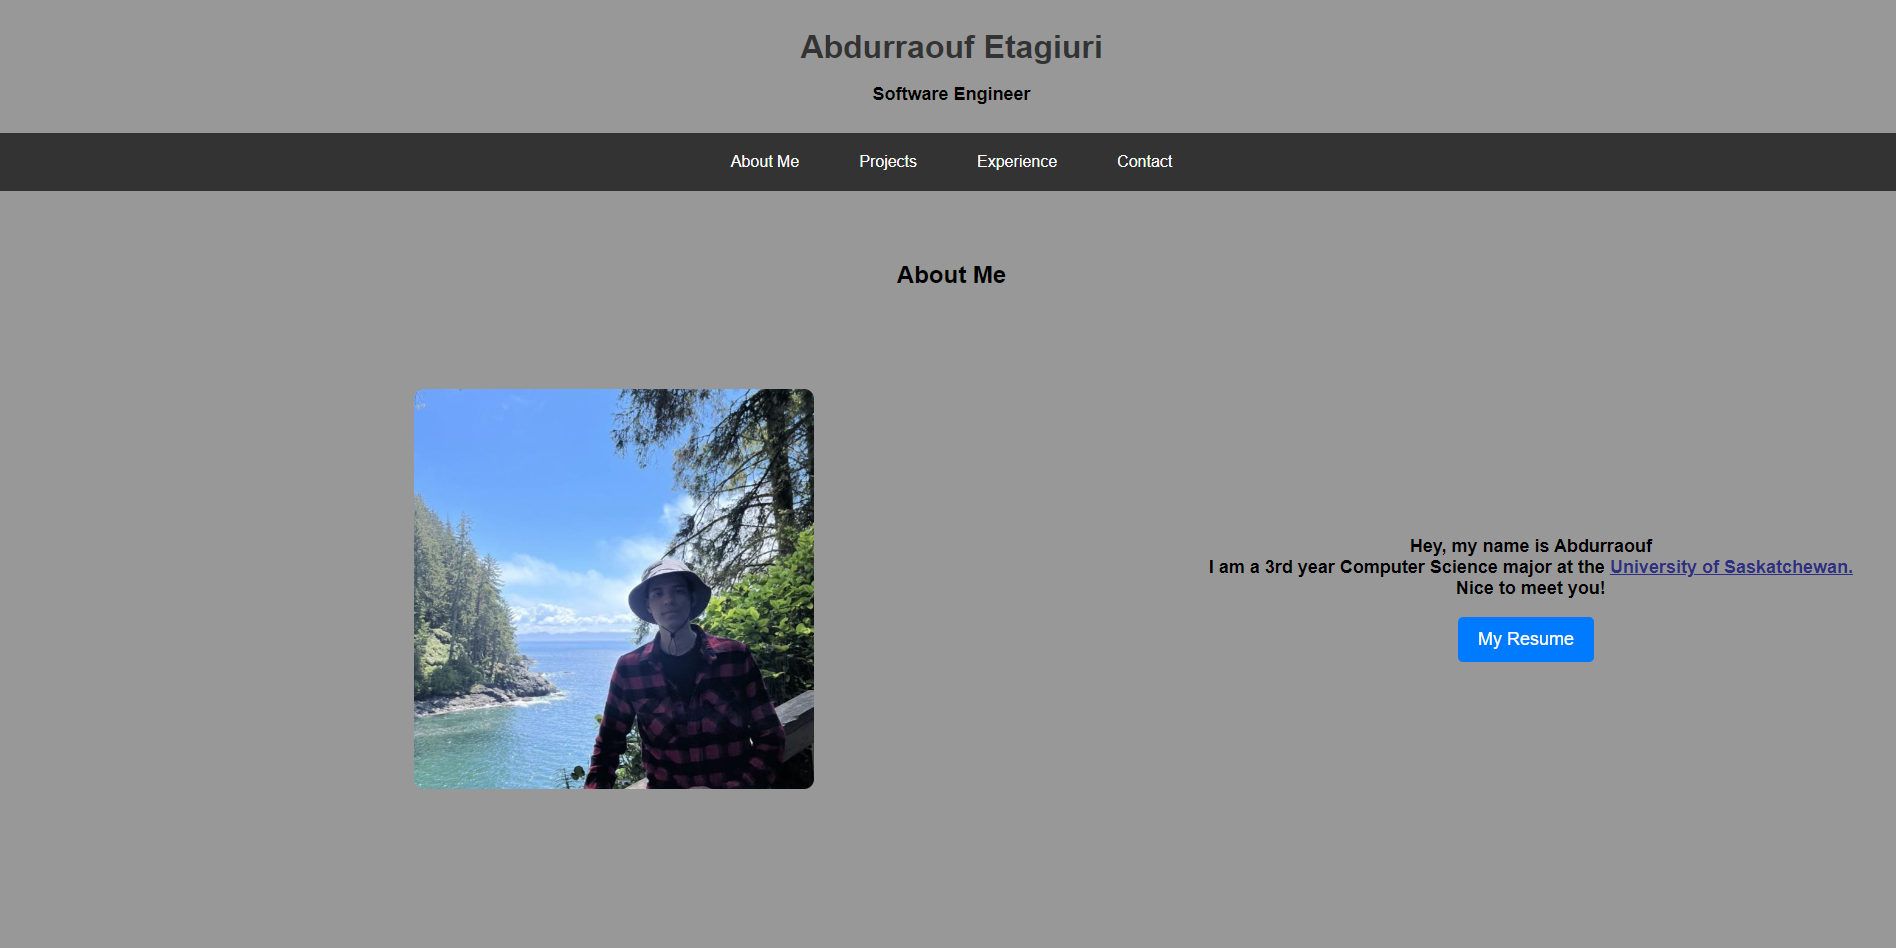 Abdurraouf Etagiuri
Software Engineer
About Me Projects Experience Contact
About Me
Hey, my name is Abdurraouf
I am a 3rd year Computer Science major at the University of Saskatchewan.
Nice to meet you!
My Resume